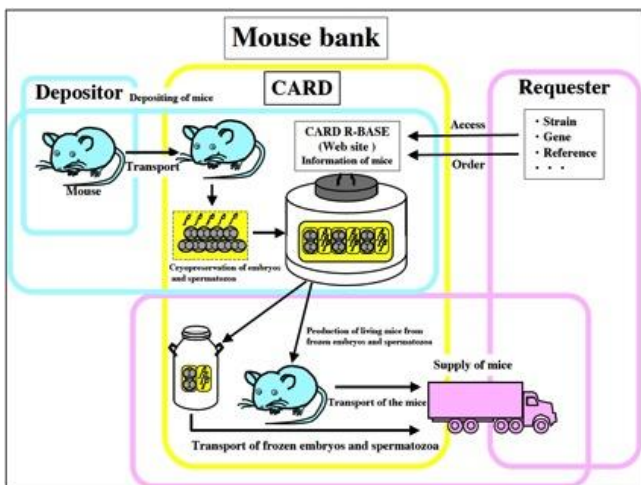 Mouse bank
Depositor
Depositing of mice
CARD
Requester
Mouse
Transport
CARD R-BASE
(Web site )
Information of mice
Access
Order
・ Strain
・ Gene
・ Reference
・ ・ ・
Cryopreservation of embryos
and spermatozoa
Production of living mice from
frozen embryos and spermatozoa
Supply of mice
Transport of the mice
Transport of frozen embryos and spermatozoa